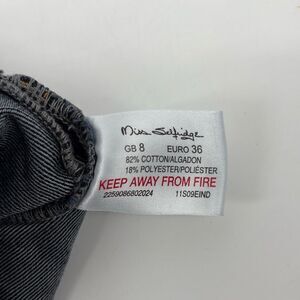 Miss Selfridge
GB 8 EURO 36
82% COTTON/ALGADON
18% POLYESTER/POLIÉSTER
KEEP AWAY FROM FIRE
2259086802024 11S09EIND